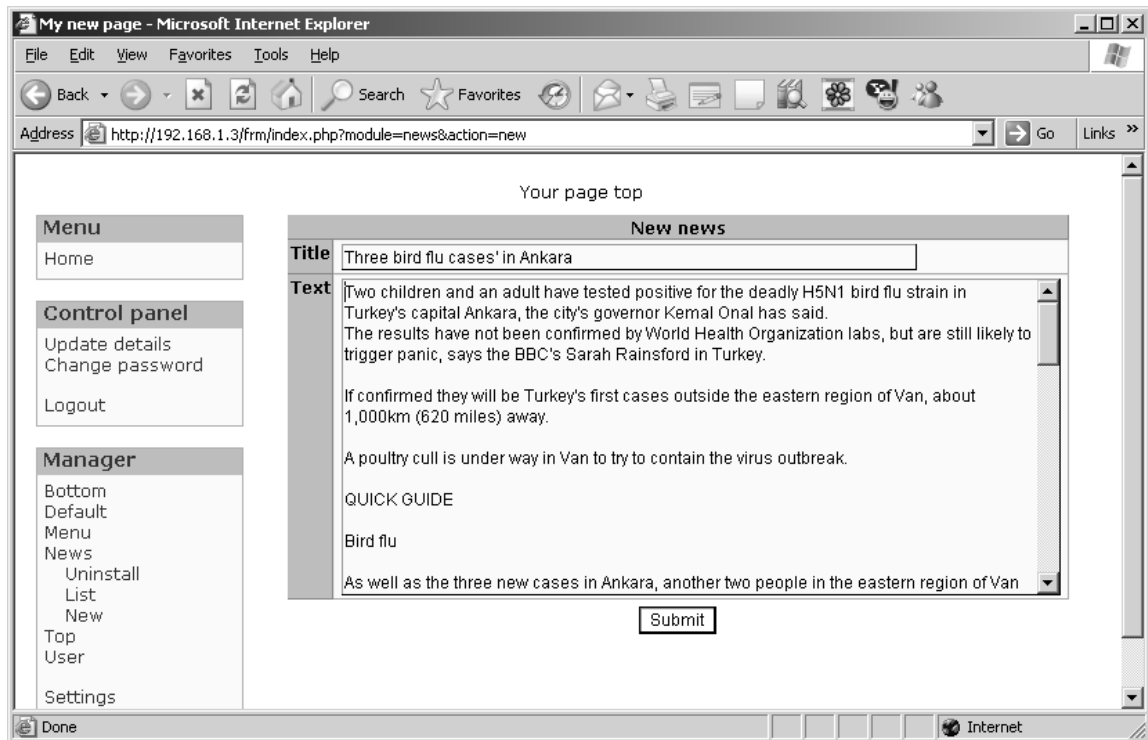 My new page - Microsoft Internet Explorer
File Edit View Favorites Tools Help
Back Search Favorites
Address http://192.168.1.3/frm/index.php?module=news&action=new Go Links »
Your page top
Menu
Home
Control panel
Update details
Change password
Logout
Manager
Bottom
Default
Menu
News
Uninstall
List
New
Top
User
Settings
New news
Title Three bird flu cases' in Ankara
Text Two children and an adult have tested positive for the deadly H5N1 bird flu strain in
Turkey's capital Ankara, the city's governor Kemal Onal has said.
The results have not been confirmed by World Health Organization labs, but are still likely to
trigger panic, says the BBC's Sarah Rainsford in Turkey.
If confirmed they will be Turkey's first cases outside the eastern region of Van, about
1,000km (620 miles) away.
A poultry cull is under way in Van to try to contain the virus outbreak.
QUICK GUIDE
Bird flu
As well as the three new cases in Ankara, another two people in the eastern region of Van
Submit
Done Internet